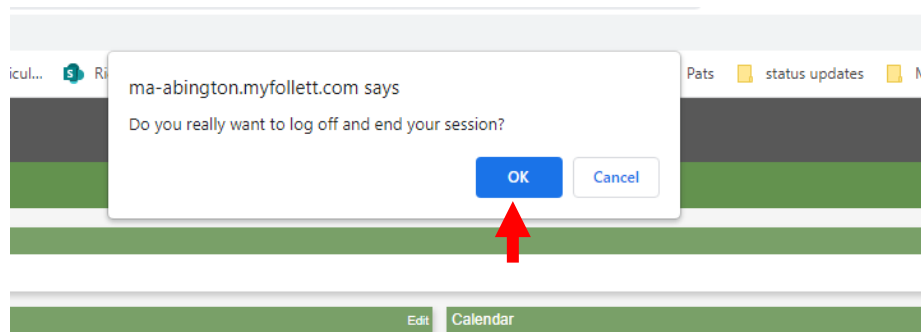 icul... Ri Pats status updates
ma-abington.myfollett.com says
Do you really want to log off and end your session?
OK Cancel
Edit Calendar